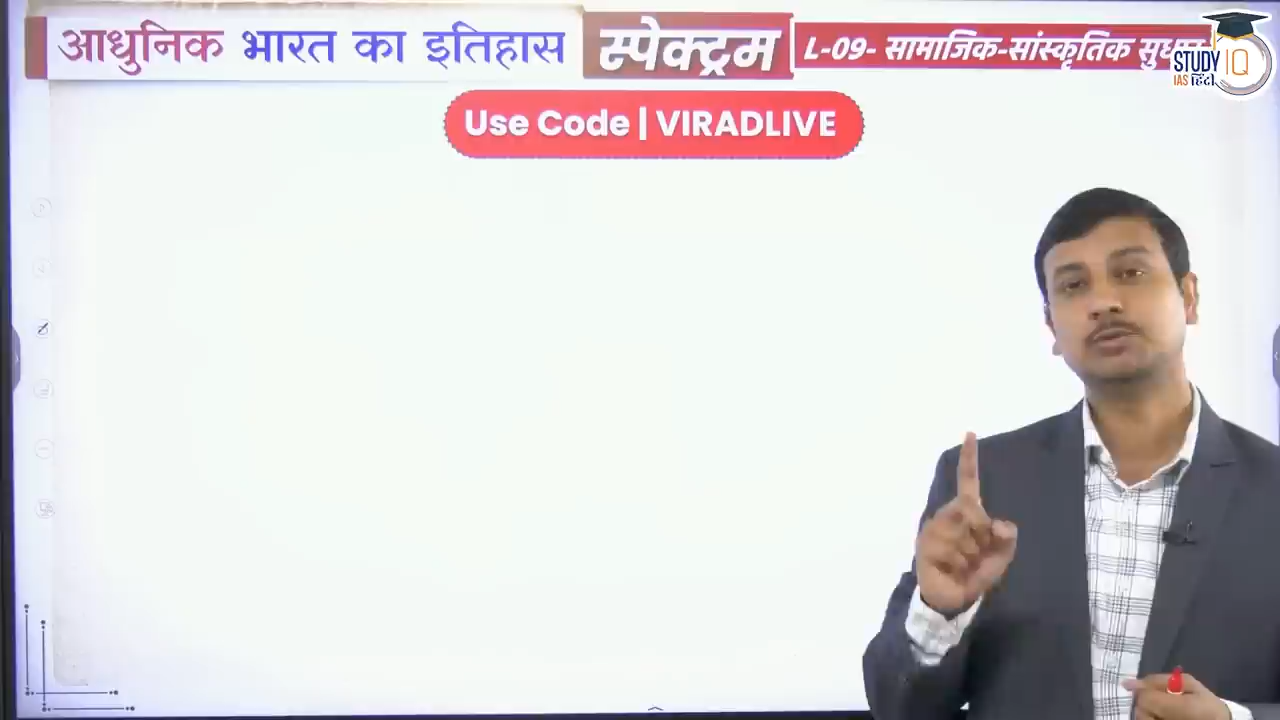 आधुनिक भारत का इतिहास स्पेक्ट्रम L-09- सामाजिक-सांस्कृतिक
STUDY IQ
IAS हिंदी
Use Code | VIRADLIVE